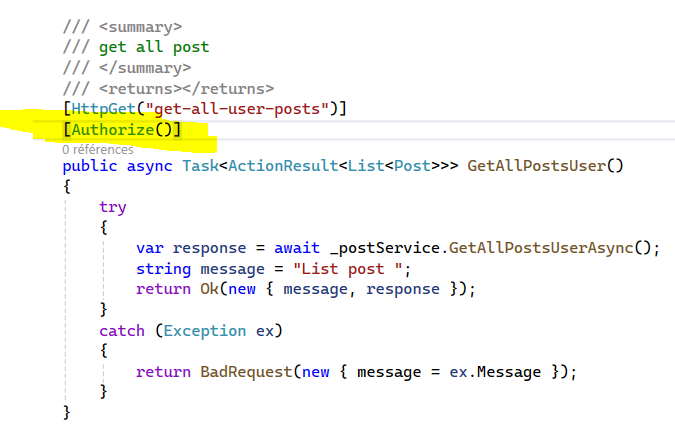 /// <summary>
/// get all post
/// </summary>
/// <returns></returns>
[HttpGet("get-all-user-posts")]
[Authorize()]
0 références
public async Task<ActionResult<List<Post>>> GetAllPostsUser()
{
try
{
var response = await _postService.GetAllPostsUserAsync();
string message = "List post ";
return Ok(new { message, response });
}
catch (Exception ex)
{
return BadRequest(new { message = ex.Message });
}
}